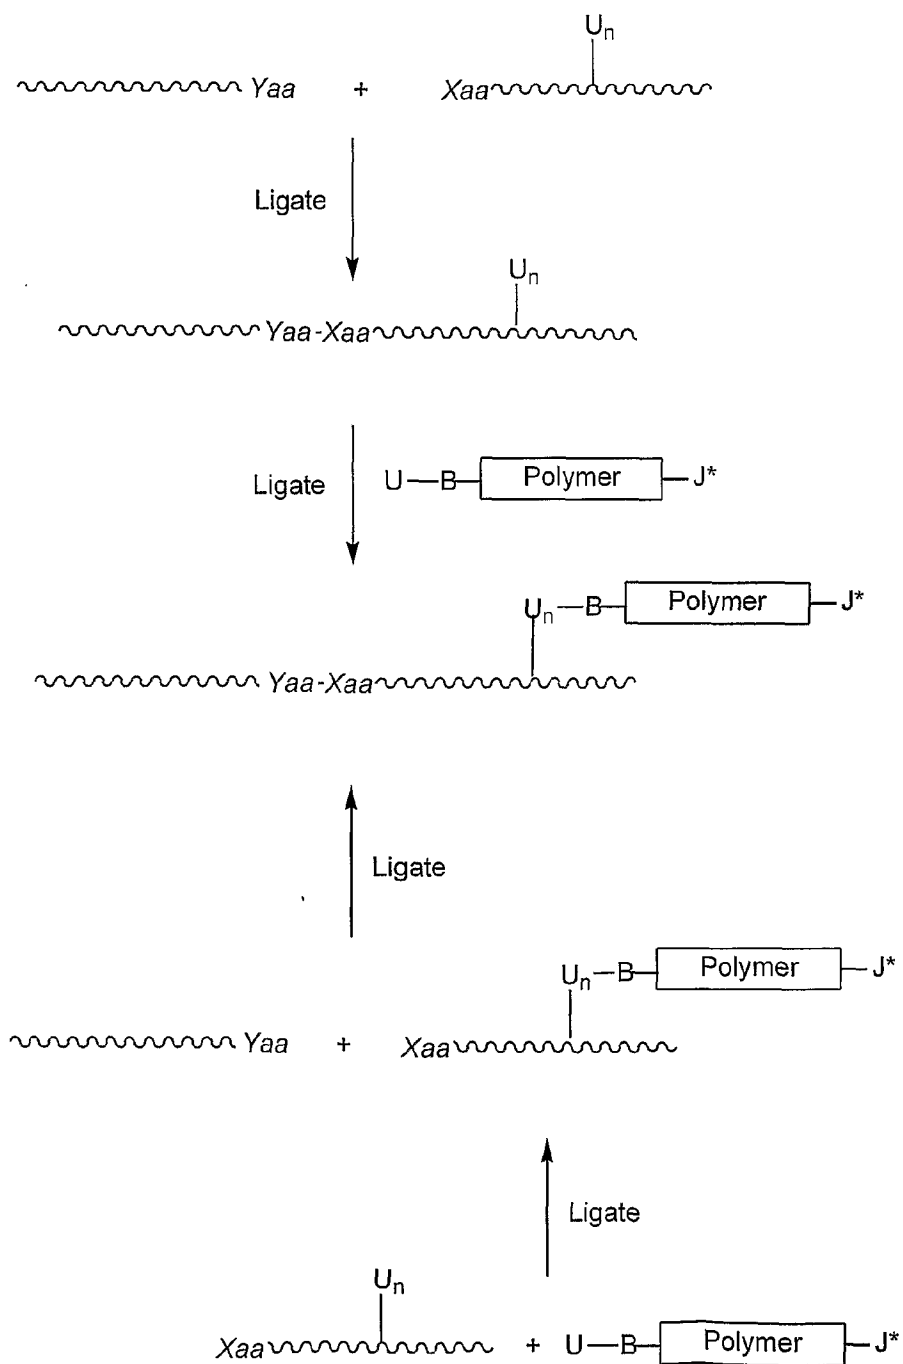 Un
Yaa + Xaa
Ligate
Un
Yaa-Xaa
Ligate U—B—Polymer—J*
Un—B—Polymer—J*
Yaa-Xaa
Ligate
Un—B—Polymer—J*
Yaa + Xaa
Ligate
Un
Xaa + U—B—Polymer—J*